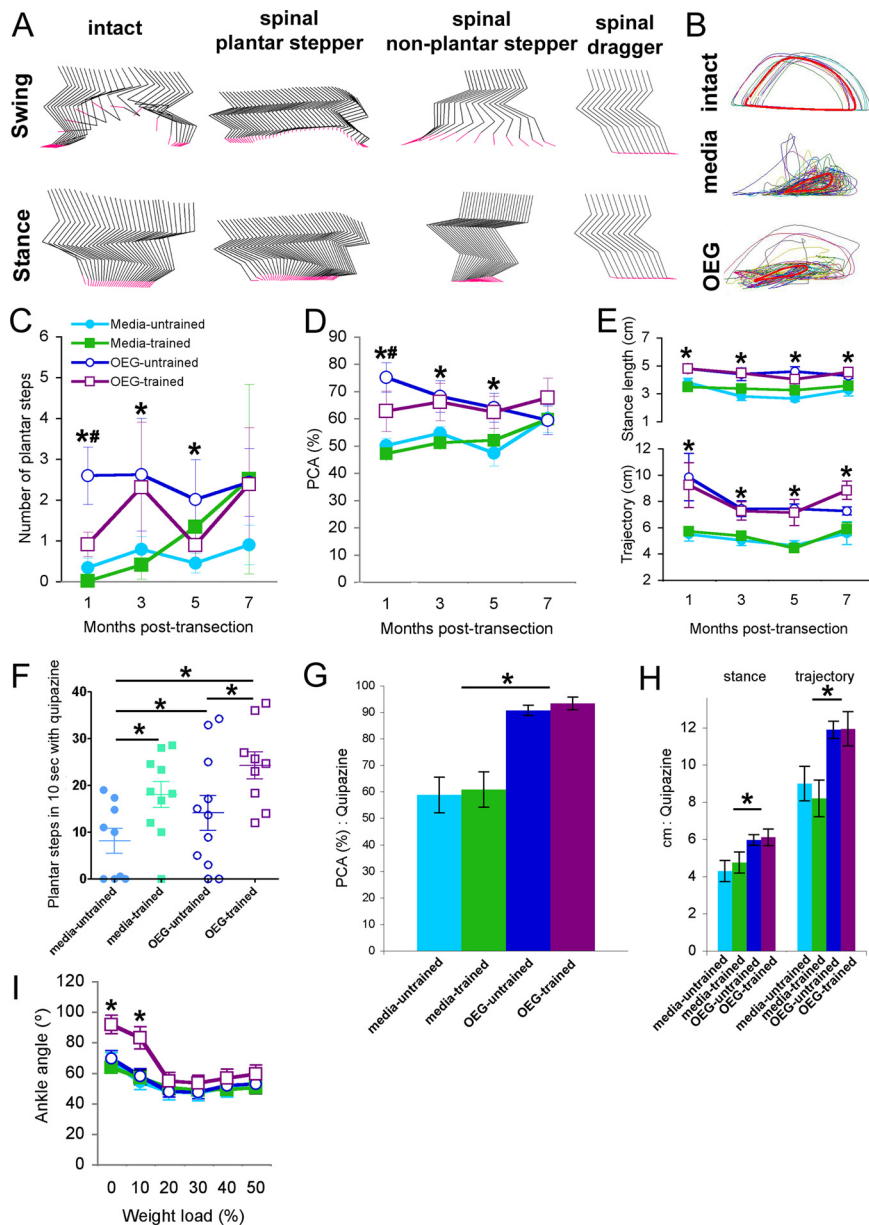 A
intact
spinal
plantar stepper
spinal
non-plantar stepper
spinal
dragger
B
Swing
Stance
intact
media
OEG
C
Media-untrained
Media-trained
OEG-untrained
OEG-trained
Number of plantar steps
6
5
4
3
2
1
0
*#
*
*
1 3 5 7
Months post-transection
D
PCA (%)
90
80
70
60
50
40
30
20
10
0
*#
*
*
1 3 5 7
Months post-transection
E
Stance length (cm)
7
5
3
1
* * * *
Trajectory (cm)
12
10
8
6
4
2
* * * *
1 3 5 7
Months post-transection
F
Plantar steps in 10 sec with quipazine
40
30
20
10
0
*
*
*
*
media-untrained
media-trained
OEG-untrained
OEG-trained
G
PCA (%) : Quipazine
100
90
80
70
60
50
40
30
20
10
0
*
media-untrained
media-trained
OEG-untrained
OEG-trained
H
stance
trajectory
cm : Quipazine
12
10
8
6
4
2
0
*
*
media-untrained
media-trained
OEG-untrained
OEG-trained
media-untrained
media-trained
OEG-untrained
OEG-trained
I
Ankle angle (°)
120
100
80
60
40
20
0
* *
0 10 20 30 40 50
Weight load (%)